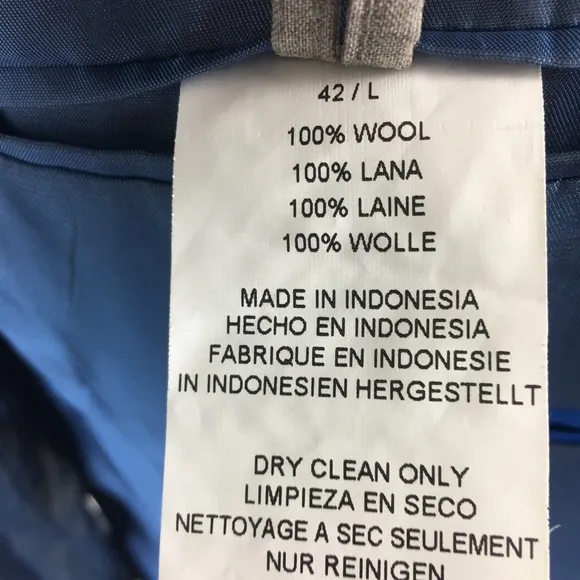 42 / L
100% WOOL
100% LANA
100% LAINE
100% WOLLE
MADE IN INDONESIA
HECHO EN INDONESIA
FABRIQUE EN INDONESIE
IN INDONESIEN HERGESTELLT
DRY CLEAN ONLY
LIMPIEZA EN SECO
NETTOYAGE A SEC SEULEMENT
NUR REINIGEN